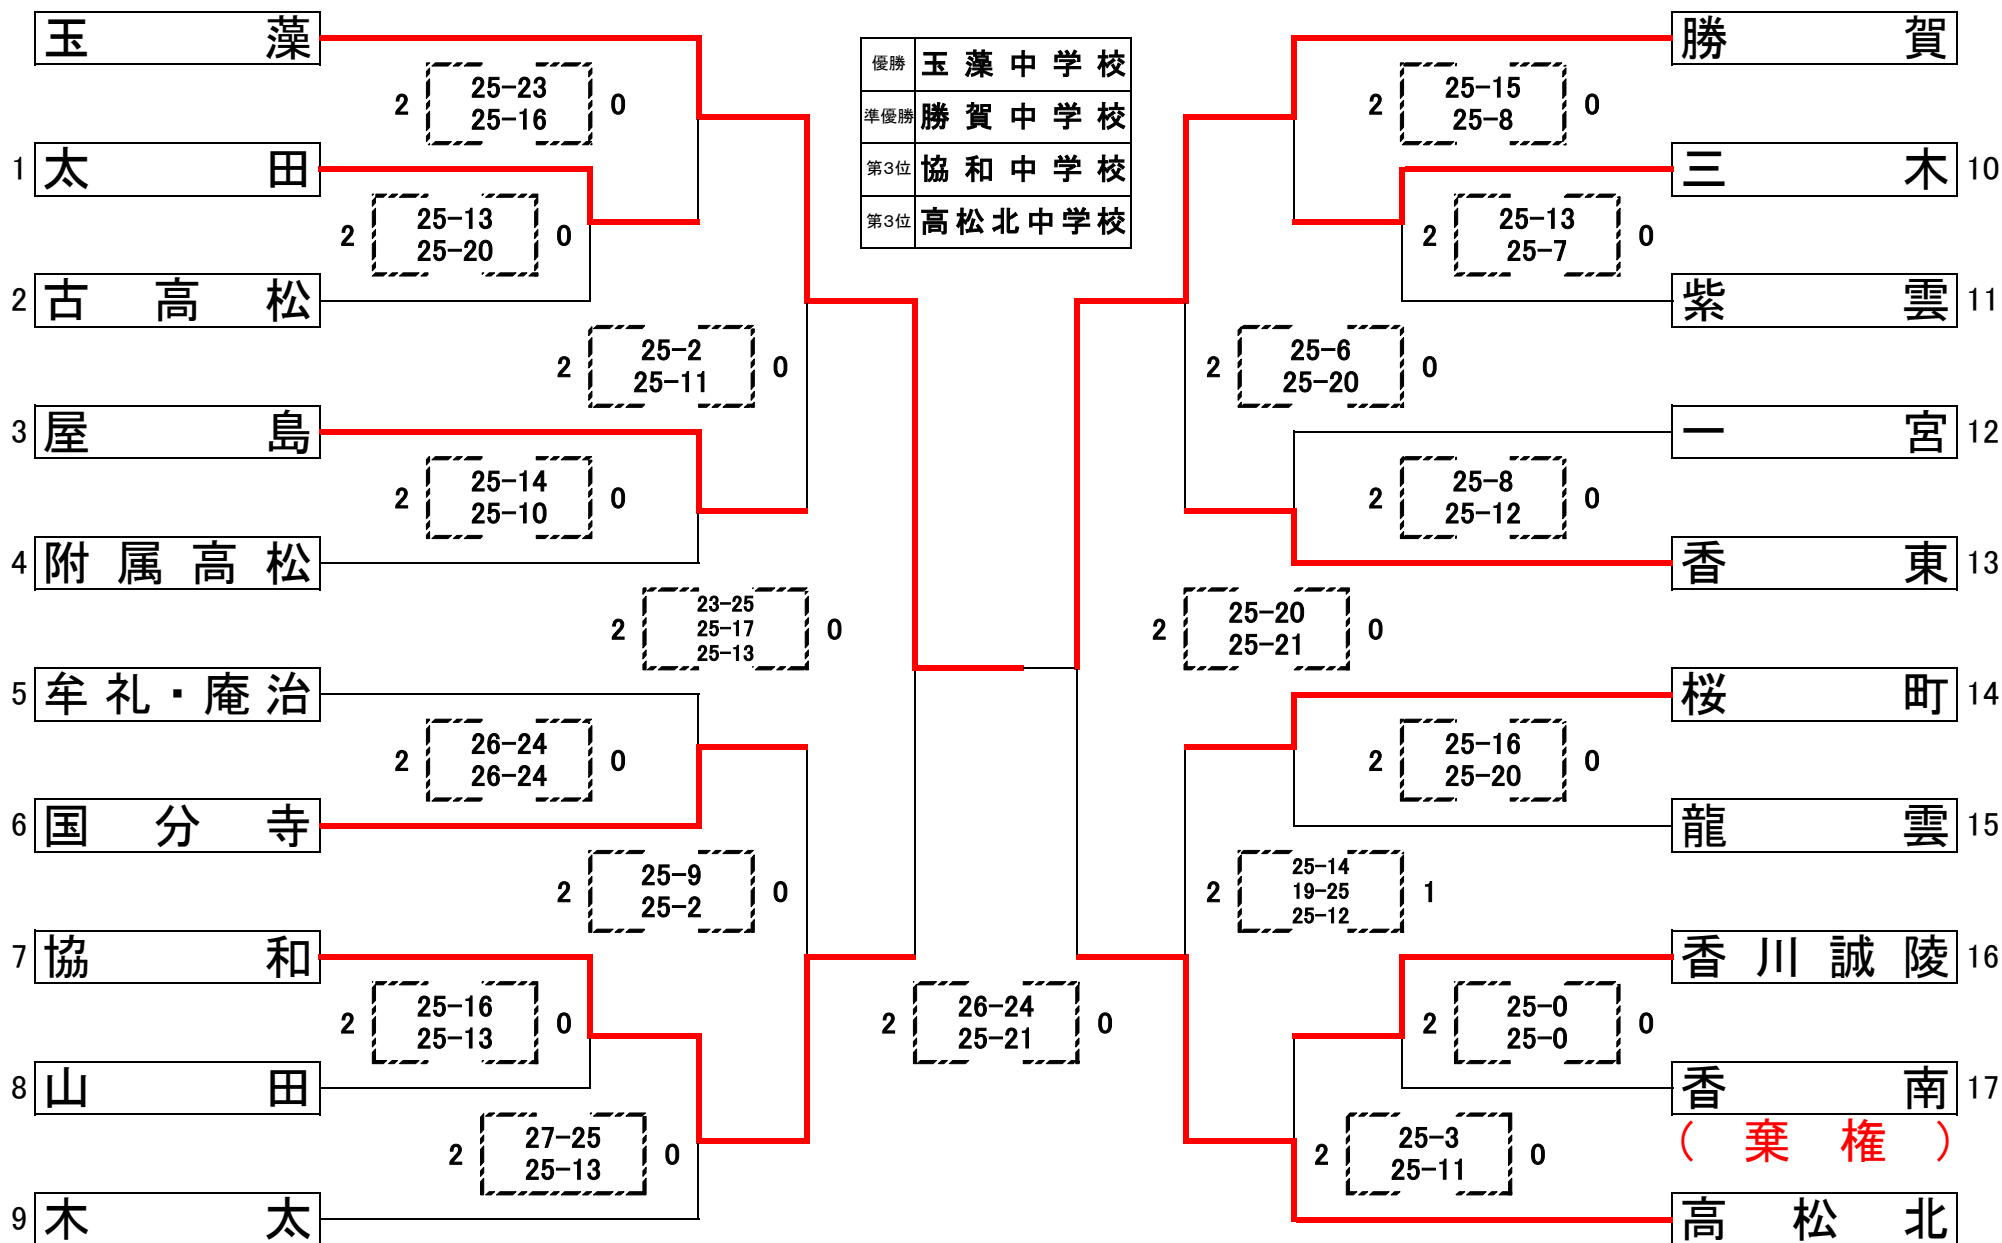 玉藻
2 25-23 0
25-16
1 太田
2 25-13 0
25-20
2 古高松
2 25-2 0
25-11
3 屋島
2 25-14 0
25-10
4 附属高松
2 23-25 0
25-17
25-13
5 牟礼・庵治
2 26-24 0
26-24
6 国分寺
2 25-9 0
25-2
7 協和
2 25-16 0
25-13
8 山田
2 27-25 0
25-13
9 木太
優勝 玉藻中学校
準優勝 勝賀中学校
第3位 協和中学校
第3位 高松北中学校
2 26-24 0
25-21
勝賀
2 25-15 0
25-8
三木 10
2 25-13 0
25-7
紫雲 11
2 25-6 0
25-20
一宮 12
2 25-8 0
25-12
香東 13
2 25-20 0
25-21
桜町 14
2 25-16 0
25-20
龍雲 15
2 25-14 1
19-25
25-12
香川誠陵 16
2 25-0 0
25-0
香南 17
（棄権）
2 25-3 0
25-11
高松北